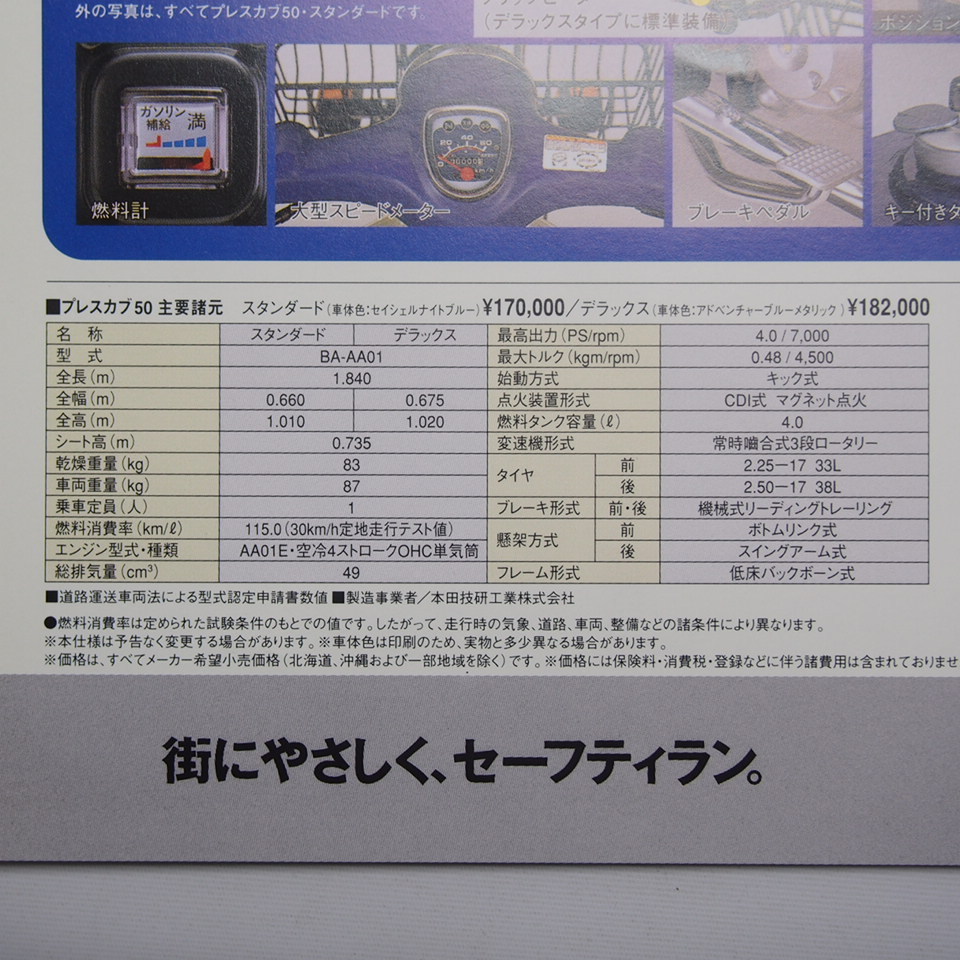 外の写真は、すべてプレスカブ50・スタンダードです。
(デラックスタイプに標準装備)
ポジション
ガソリン
補給 満
燃料計
大型スピードメーター
ブレーキペダル
キー付きタ
■プレスカブ50 主要諸元 スタンダード(車体色:セイシェルナイトブルー)¥170,000/デラックス(車体色:アドベンチャーブルーメタリック)¥182,000
名 称 スタンダード デラックス 最高出力(PS/rpm) 4.0 / 7,000
型 式 BA-AA01 最大トルク(kgm/rpm) 0.48 / 4,500
全長(m) 1.840 始動方式 キック式
全幅(m) 0.660 0.675 点火装置形式 CDI式 マグネット点火
全高(m) 1.010 1.020 燃料タンク容量(ℓ) 4.0
シート高(m) 0.735 変速機形式 常時嚙合式3段ロータリー
乾燥重量(kg) 83 タイヤ 前 2.25―17 33L
車両重量(kg) 87 後 2.50―17 38L
乗車定員(人) 1 ブレーキ形式 前・後 機械式リーディングトレーリング
燃料消費率(km/ℓ) 115.0(30km/h定地走行テスト値) 懸架方式 前 ボトムリンク式
エンジン型式・種類 AA01E・空冷4ストロークOHC単気筒 後 スイングアーム式
総排気量(cm³) 49 フレーム形式 低床バックボーン式
■道路運送車両法による型式認定申請書数値 ■製造事業者/本田技研工業株式会社
●燃料消費率は定められた試験条件のもとでの値です。したがって、走行時の気象、道路、車両、整備などの諸条件により異なります。
※本仕様は予告なく変更する場合があります。※車体色は印刷のため、実物と多少異なる場合があります。
※価格は、すべてメーカー希望小売価格(北海道、沖縄および一部地域を除く)です。※価格には保険料・消費税・登録などに伴う諸費用は含まれておりませ
街にやさしく、セーフティラン。